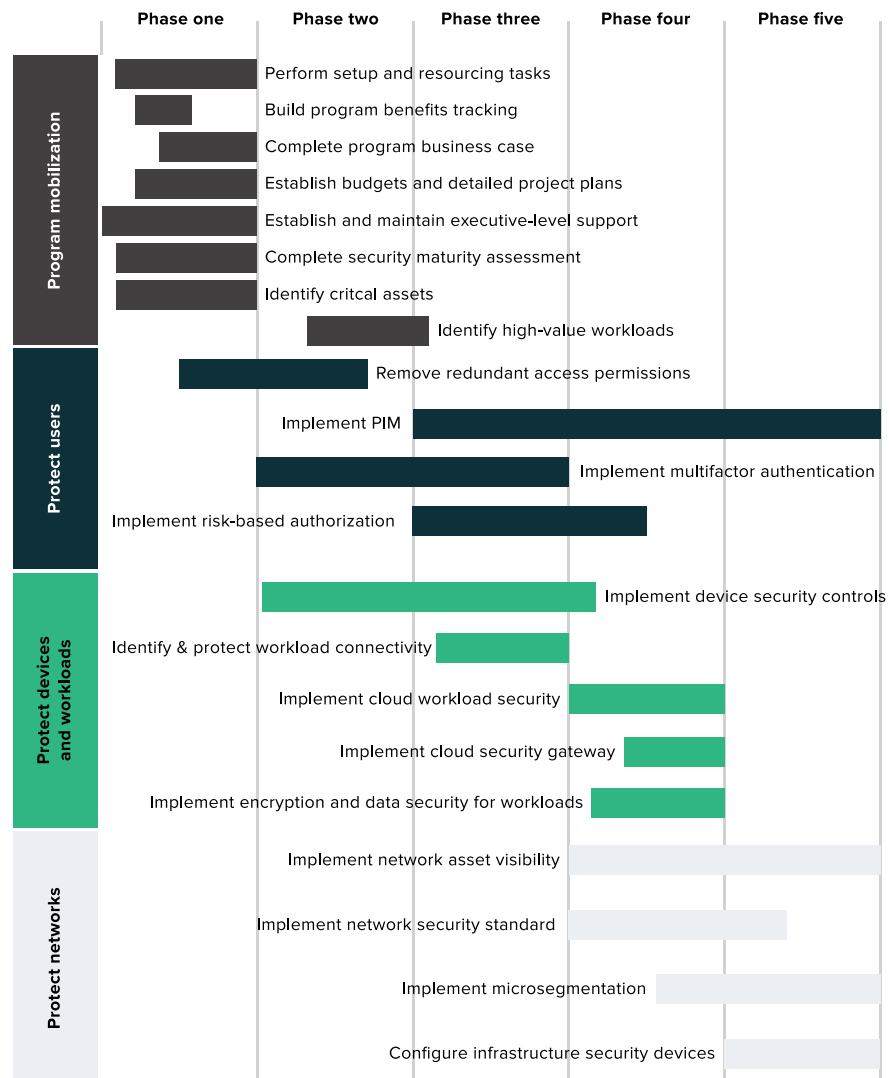 Phase one
Phase two
Phase three
Phase four
Phase five
Program mobilization
Perform setup and resourcing tasks
Build program benefits tracking
Complete program business case
Establish budgets and detailed project plans
Establish and maintain executive-level support
Complete security maturity assessment
Identify critcal assets
Identify high-value workloads
Protect users
Remove redundant access permissions
Implement PIM
Implement multifactor authentication
Implement risk-based authorization
Protect devices
and workloads
Implement device security controls
Identify & protect workload connectivity
Implement cloud workload security
Implement cloud security gateway
Implement encryption and data security for workloads
Protect networks
Implement network asset visibility
Implement network security standard
Implement microsegmentation
Configure infrastructure security devices